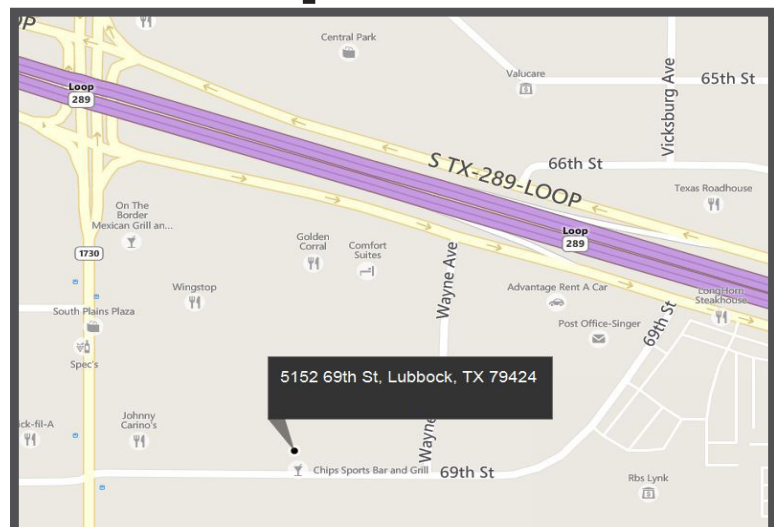 Central Park
Valucare
65th St
Vicksburg Ave
Loop
289
S TX-289-LOOP
66th St
Texas Roadhouse
On The
Border
Mexican Grill an...
1730
Golden
Corral
Comfort
Suites
Loop
289
Wayne Ave
Wingstop
Advantage Rent A Car
LongHorn
Steakhouse
South Plains Plaza
Post Office-Singer
69th St
Spec's
5152 69th St, Lubbock, TX 79424
ick-fil-A
Johnny
Carino's
Wayne
Chips Sports Bar and Grill
69th St
Rbs Lynk